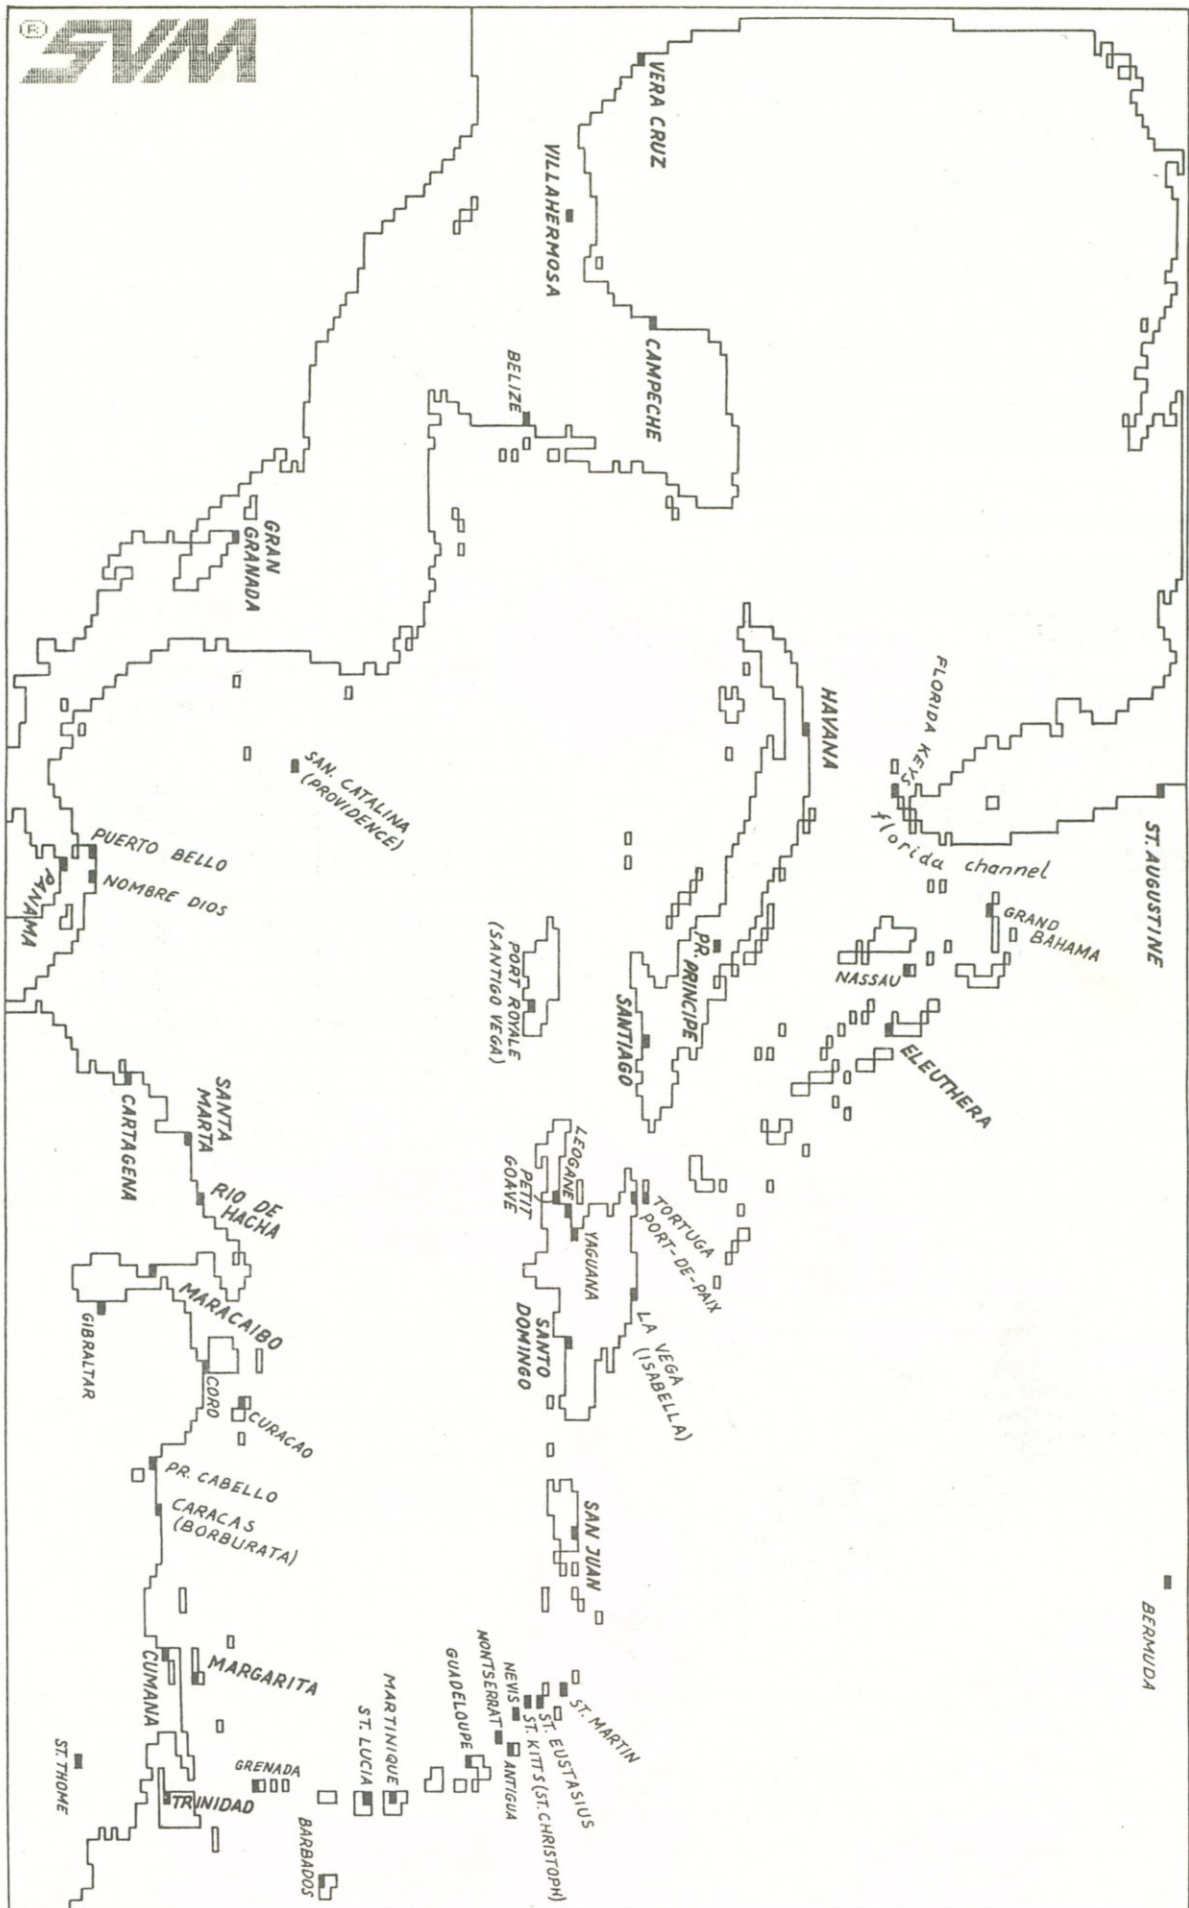 SVM ®
VERA CRUZ
VILLAHERMOSA
CAMPECHE
BELIZE
GRAN
GRANADA
HAVANA
FLORIDA KEYS
florida channel
ST. AUGUSTINE
SAN. CATALINA
(PROVIDENCE)
PUERTO BELLO
NOMBRE DIOS
PANAMA
PORT ROYALE
(SANTIGO VEGA)
PR. PRINCIPE
SANTIAGO
GRAND
BAHAMA
NASSAU
ELEUTHERA
CARTAGENA
SANTA
MARTA
RIO DE
HACHA
LEOGANE
PETIT
GOAVE
YAGUANA
TORTUGA
PORT-DE-PAIX
LA VEGA
(ISABELLA)
SANTO
DOMINGO
MARACAIBO
GIBRALTAR
CORO
CURACAO
PR. CABELLO
CARACAS
(BORBURATA)
SAN JUAN
BERMUDA
CUMANA
MARGARITA
ST. THOME
TRINIDAD
GRENADA
BARBADOS
ST. LUCIA
MARTINIQUE
GUADELOUPE
MONTSERRAT
NEVIS
ANTIGUA
ST. KITTS (ST. CHRISTOPH)
ST. EUSTASIUS
ST. MARTIN